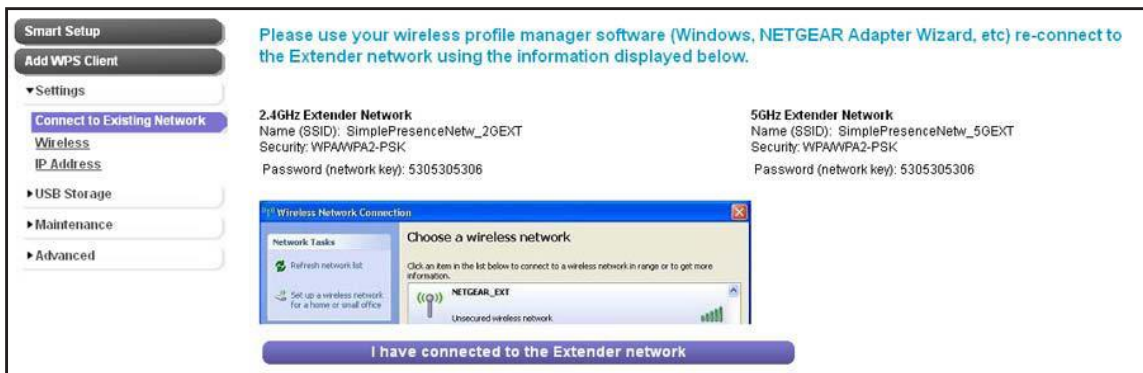 Smart Setup
Add WPS Client
▼Settings
Connect to Existing Network
Wireless
IP Address
▶USB Storage
▶Maintenance
▶Advanced
Please use your wireless profile manager software (Windows, NETGEAR Adapter Wizard, etc) re-connect to
the Extender network using the information displayed below.
2.4GHz Extender Network
Name (SSID): SimplePresenceNetw_2GEXT
Security: WPA/WPA2-PSK
Password (network key): 5305305306
5GHz Extender Network
Name (SSID): SimplePresenceNetw_5GEXT
Security: WPA/WPA2-PSK
Password (network key): 5305305306
Wireless Network Connection
Network Tasks
Refresh network list
Set up a wireless network
for a home or small office
Choose a wireless network
Click an item in the list below to connect to a wireless network in range or to get more
information.
NETGEAR_EXT
Unsecured wireless network
I have connected to the Extender network